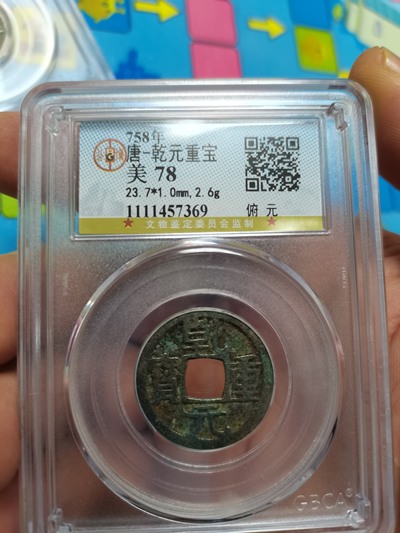 758年
唐-乾元重宝
美 78
23.7*1.0mm,2.6g
1111457369 俯 元
文物鉴定委员会监制
G
乾元重寶
GBCA